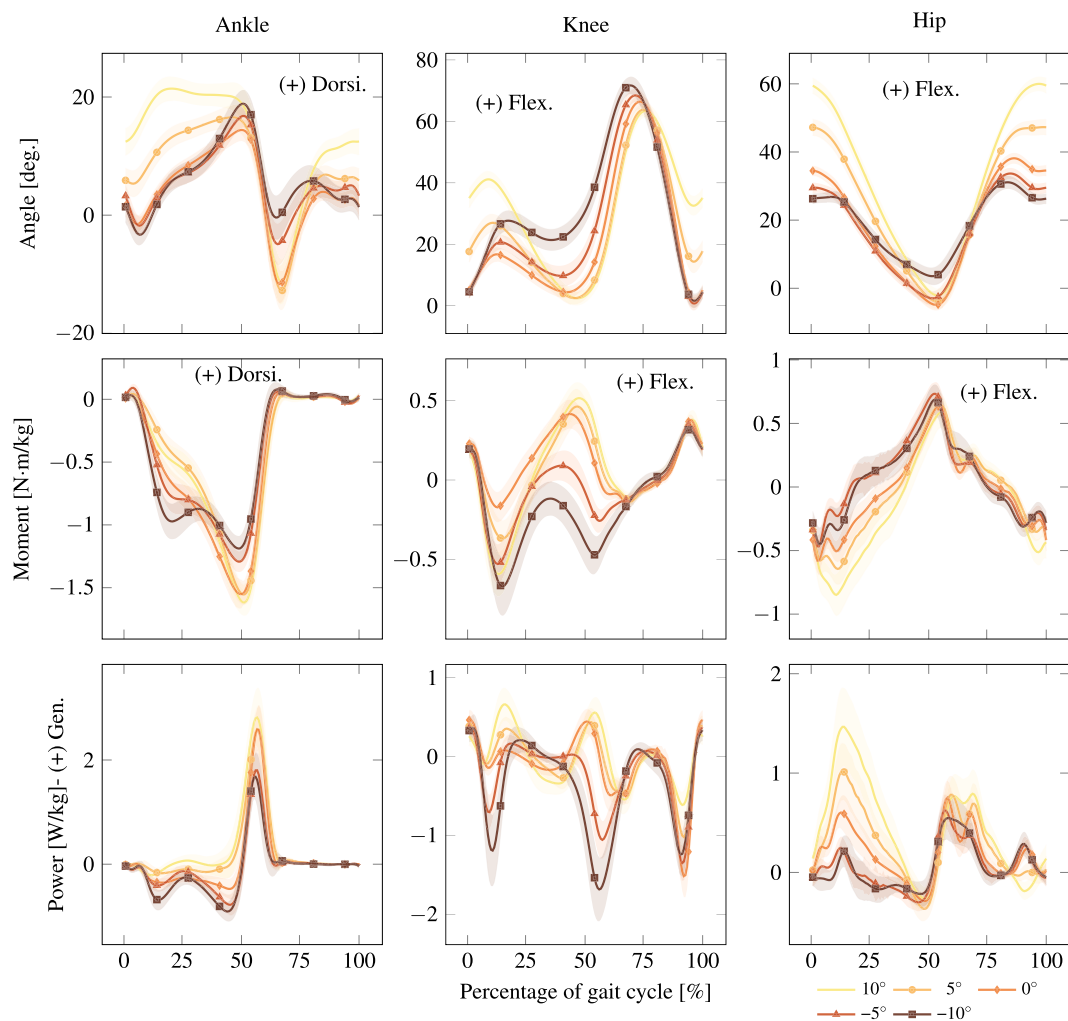 Ankle Knee Hip
Angle [deg.]
20
0
−20
(+) Dorsi.
80
60
40
20
0
(+) Flex.
60
40
20
0
(+) Flex.
Moment [N·m/kg]
0
−0.5
−1
−1.5
(+) Dorsi.
0.5
0
−0.5
(+) Flex.
1
0.5
0
−0.5
−1
(+) Flex.
Power [W/kg]- (+) Gen.
2
0
1
0
−1
−2
2
1
0
0 25 50 75 100
0 25 50 75 100
0 25 50 75 100
Percentage of gait cycle [%]
10° 5° 0°
−5° −10°